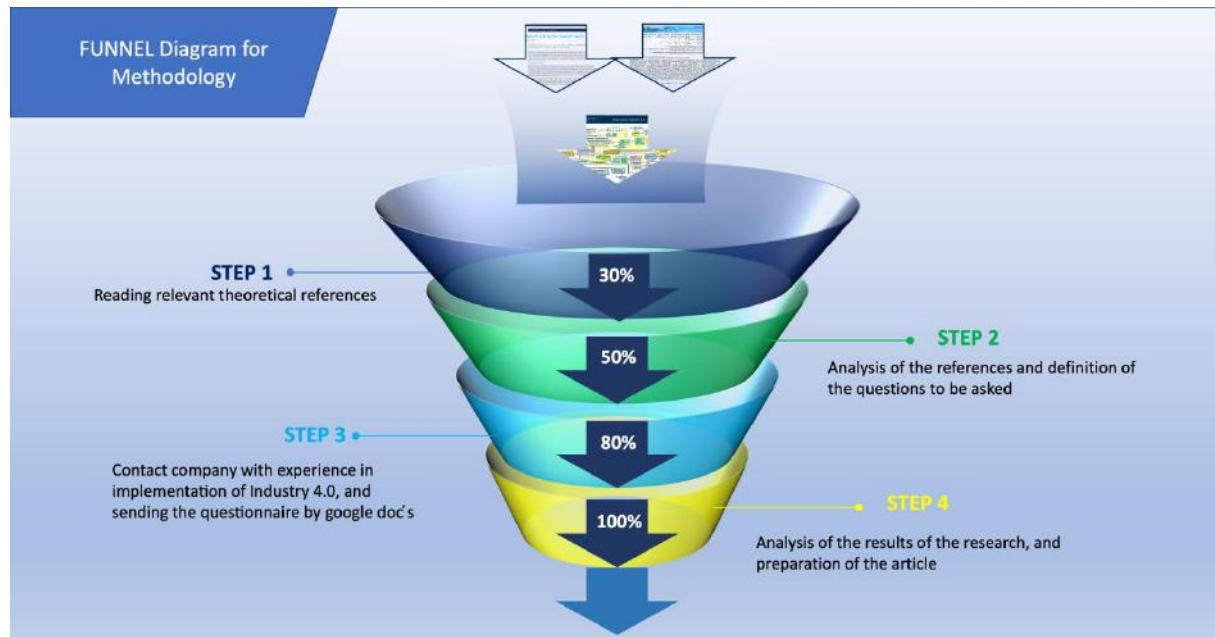 FUNNEL Diagram for
Methodology
STEP 1
Reading relevant theoretical references
30%
STEP 2
Analysis of the references and definition of
the questions to be asked
50%
STEP 3
Contact company with experience in
implementation of Industry 4.0, and
sending the questionnaire by google doc´s
80%
STEP 4
Analysis of the results of the research, and
preparation of the article
100%